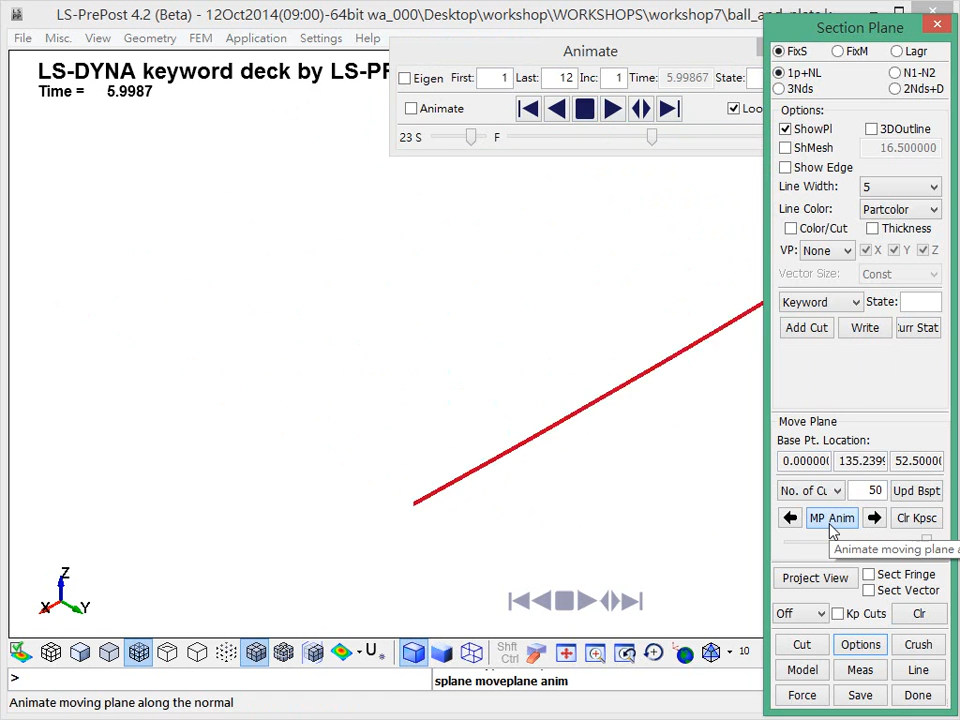 LS-PrePost 4.2 (Beta) - 12Oct2014(09:00)-64bit wa_000\Desktop\workshop\WORKSHOPS\workshop7\ball_and_plate.k
File Misc. View Geometry FEM Application Settings Help
LS-DYNA keyword deck by LS-PF
Time = 5.9987
Animate
Eigen First: 1 Last: 12 Inc: 1 Time: 5.99867 State:
Animate Loo
23 S F
Section Plane
FixS FixM Lagr
1p+NL N1-N2
3Nds 2Nds+D
Options:
ShowPl 3DOutline
ShMesh 16.500000
Show Edge
Line Width: 5
Line Color: Partcolor
Color/Cut Thickness
VP: None X Y Z
Vector Size: Const
Keyword State:
Add Cut Write urr Stat
Move Plane
Base Pt. Location:
0.00000( 135.2399 52.5000(
No. of Cu 50 Upd Bspt
MP Anim Clr Kpsc
Animate moving plane a
Project View Sect Fringe
Sect Vector
Off Kp Cuts Clr
Cut Options Crush
Model Meas Line
Force Save Done
Z
X Y
U Shft
Ctrl 10
> splane moveplane anim
Animate moving plane along the normal